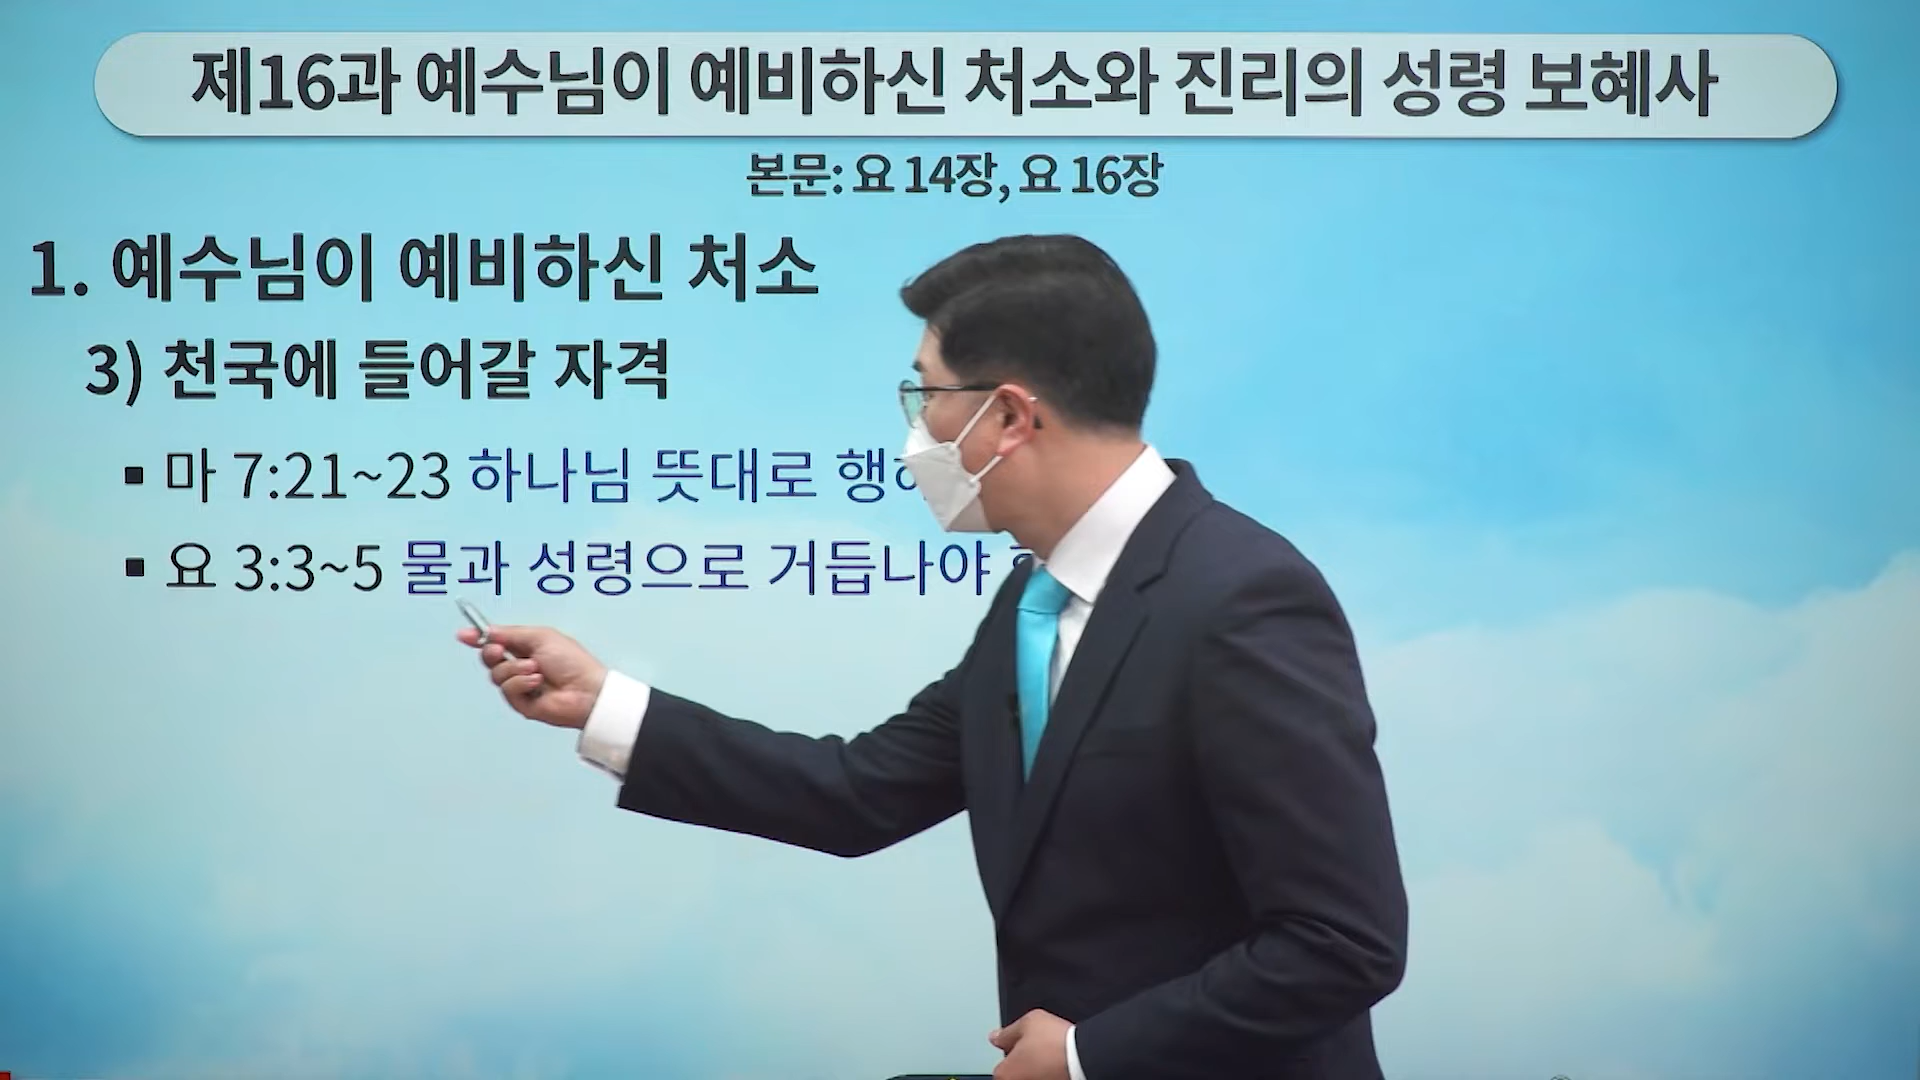 제16과 예수님이 예비하신 처소와 진리의 성령 보혜사
본문: 요 14장, 요 16장
1. 예수님이 예비하신 처소
3) 천국에 들어갈 자격
▪ 마 7:21~23 하나님 뜻대로
▪ 요 3:3~5 물과 성령으로 거듭나야